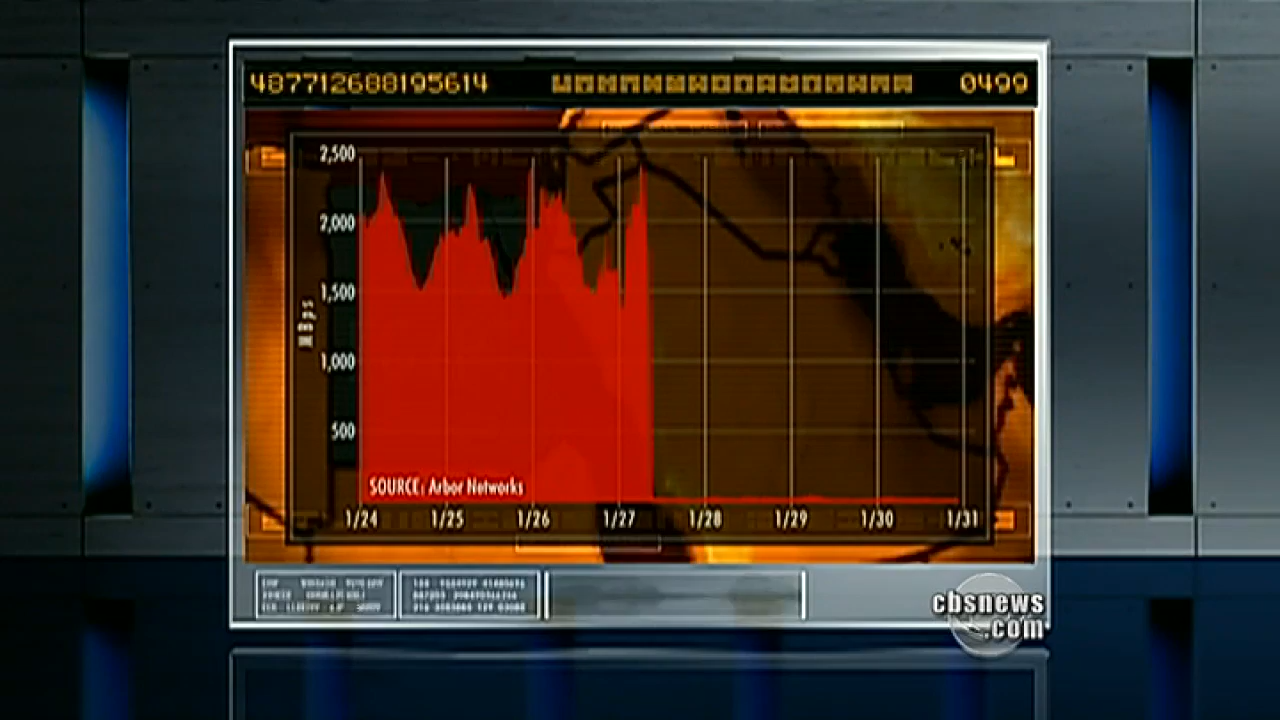 487712688195614
0499
2,500
2,000
1,500
1,000
500
MBps
SOURCE: Arbor Networks
1/24 1/25 1/26 1/27 1/28 1/29 1/30 1/31
cbsnews
.com